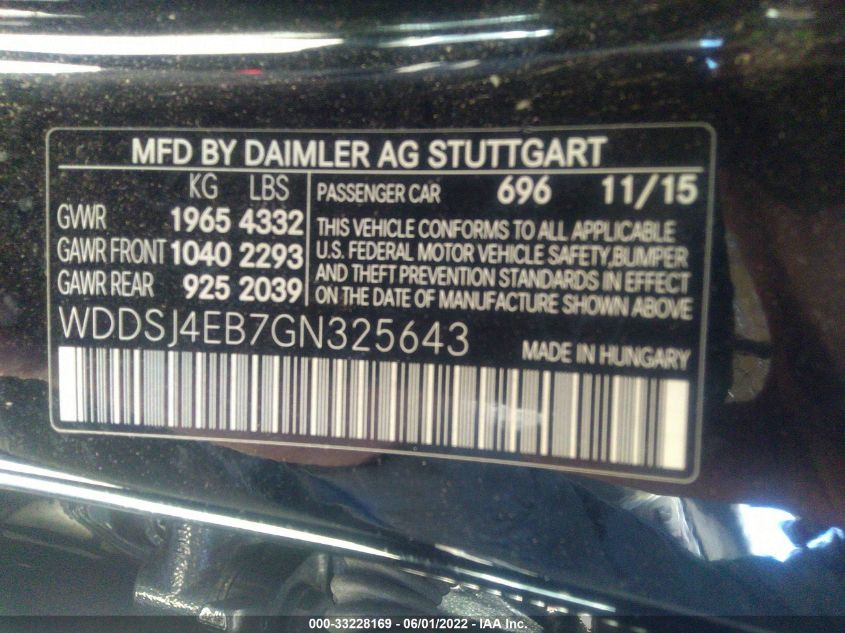 MFD BY DAIMLER AG STUTTGART
KG LBS
GVWR 1965 4332
GAWR FRONT 1040 2293
GAWR REAR 925 2039
PASSENGER CAR 696 11/15
THIS VEHICLE CONFORMS TO ALL APPLICABLE
U.S. FEDERAL MOTOR VEHICLE SAFETY,BUMPER
AND THEFT PREVENTION STANDARDS IN EFFECT
ON THE DATE OF MANUFACTURE SHOWN ABOVE
WDDSJ4EB7GN325643
MADE IN HUNGARY
000-33228169 - 06/01/2022 - IAA Inc.